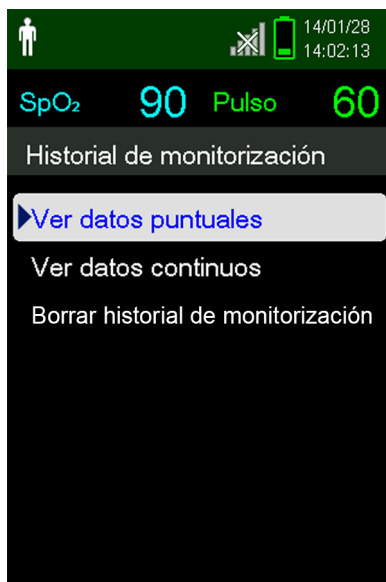 14/01/28
14:02:13
SpO₂ 90 Pulso 60
Historial de monitorización
Ver datos puntuales
Ver datos continuos
Borrar historial de monitorización